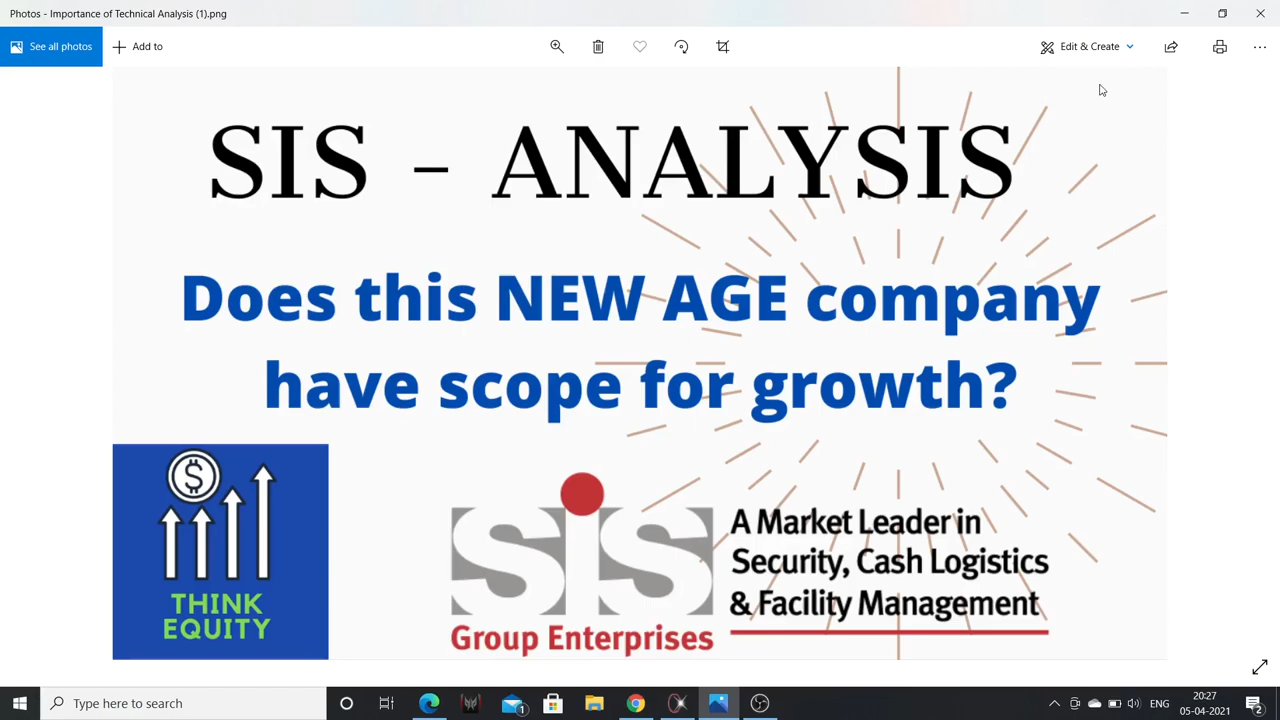 Photos - Importance of Technical Analysis (1).png
See all photos
Add to
Edit & Create
SIS - ANALYSIS
Does this NEW AGE company
have scope for growth?
$
THINK
EQUITY
sis
Group Enterprises
A Market Leader in
Security, Cash Logistics
& Facility Management
Type here to search
1
ENG
20:27
05-04-2021
2